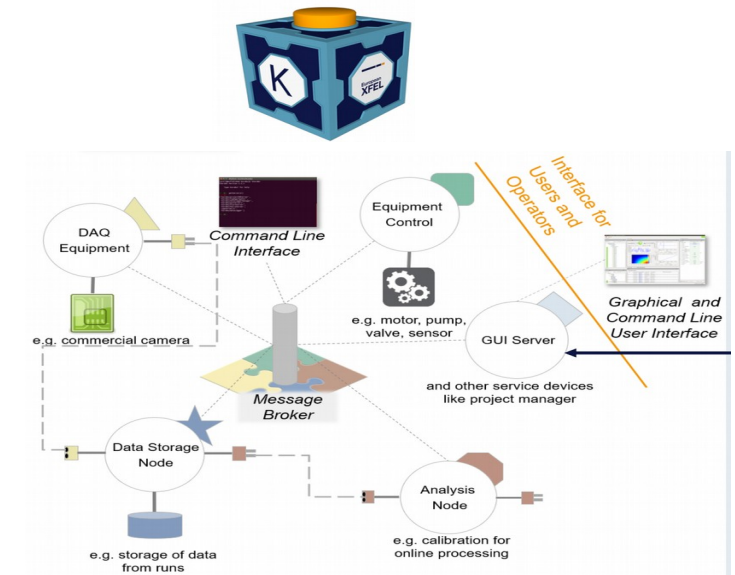 K
European
XFEL
Interface for
Users and
Operators
DAQ
Equipment
Command Line
Interface
Equipment
Control
e.g. commercial camera
e.g. motor, pump,
valve, sensor
GUI Server
Graphical and
Command Line
User Interface
and other service devices
like project manager
Message
Broker
Data Storage
Node
Analysis
Node
e.g. storage of data
from runs
e.g. calibration for
online processing